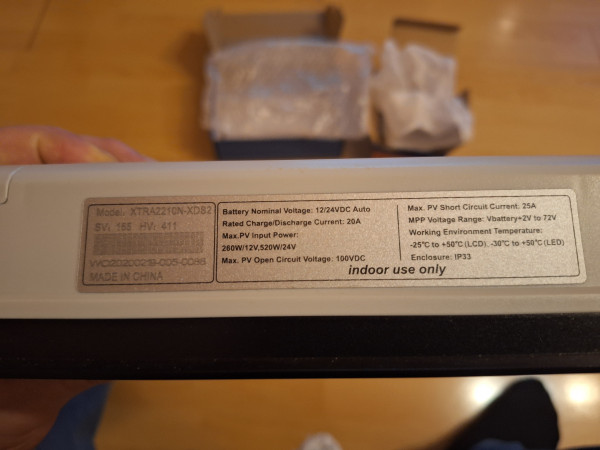 Model: XTRA2210N-XDS2
SV: 166 HV: 411
MADE IN CHINA
Battery Nominal Voltage: 12/24VDC Auto
Rated Charge/Discharge Current: 20A
Max.PV Input Power:
260W/12V,520W/24V
Max. PV Open Circuit Voltage: 100VDC
Max. PV Short Circuit Current: 25A
MPP Voltage Range: Vbattery+2V to 72V
Working Environment Temperature:
-25℃ to +50℃(LCD), -30℃ to +50℃(LED)
Enclosure: IP33
indoor use only